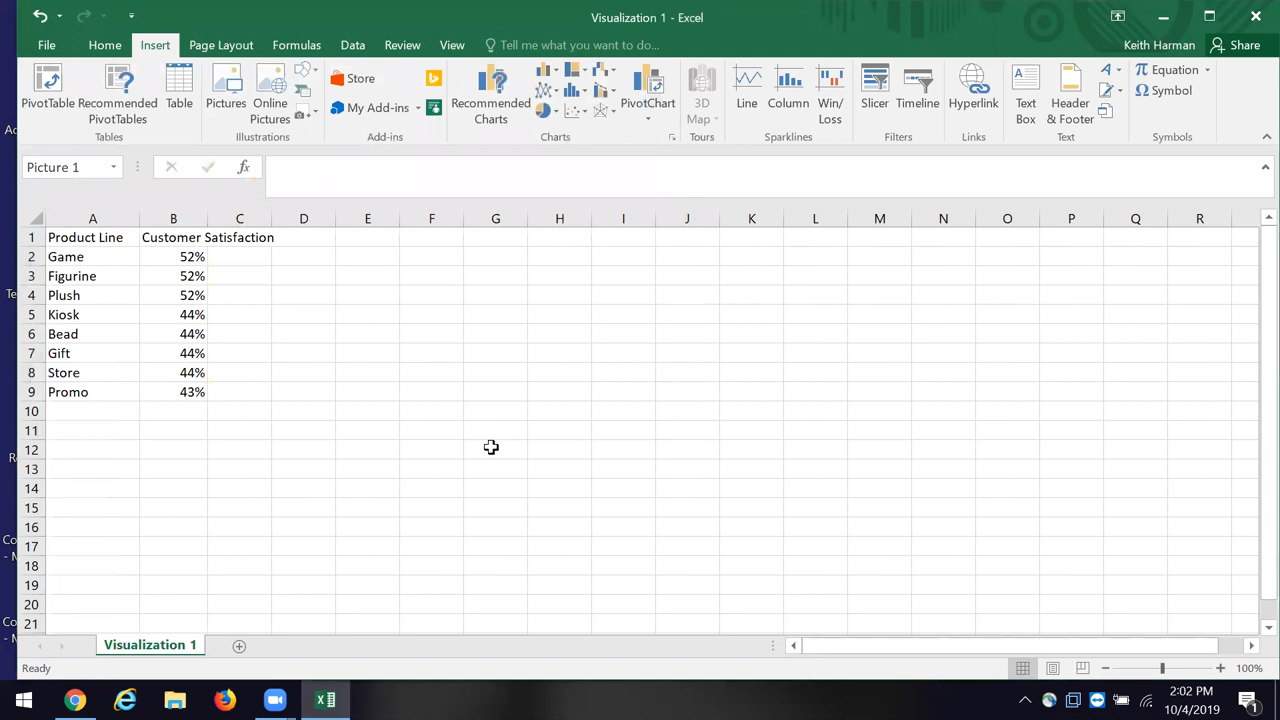 Visualization 1 - Excel
File Home Insert Page Layout Formulas Data Review View Tell me what you want to do... Keith Harman Share
PivotTable Recommended PivotTables Table Pictures Online Pictures Store My Add-ins Recommended Charts PivotChart 3D Map Line Column Win/Loss Slicer Timeline Hyperlink Text Box Header & Footer Equation Symbol
Tables Illustrations Add-ins Charts Tours Sparklines Filters Links Text Symbols
Picture 1 fx
A B C D E F G H I J K L M N O P Q R
1 Product Line Customer Satisfaction
2 Game 52%
3 Figurine 52%
4 Plush 52%
5 Kiosk 44%
6 Bead 44%
7 Gift 44%
8 Store 44%
9 Promo 43%
10
11
12
13
14
15
16
17
18
19
20
21
Visualization 1
Ready 100%
2:02 PM
10/4/2019
1